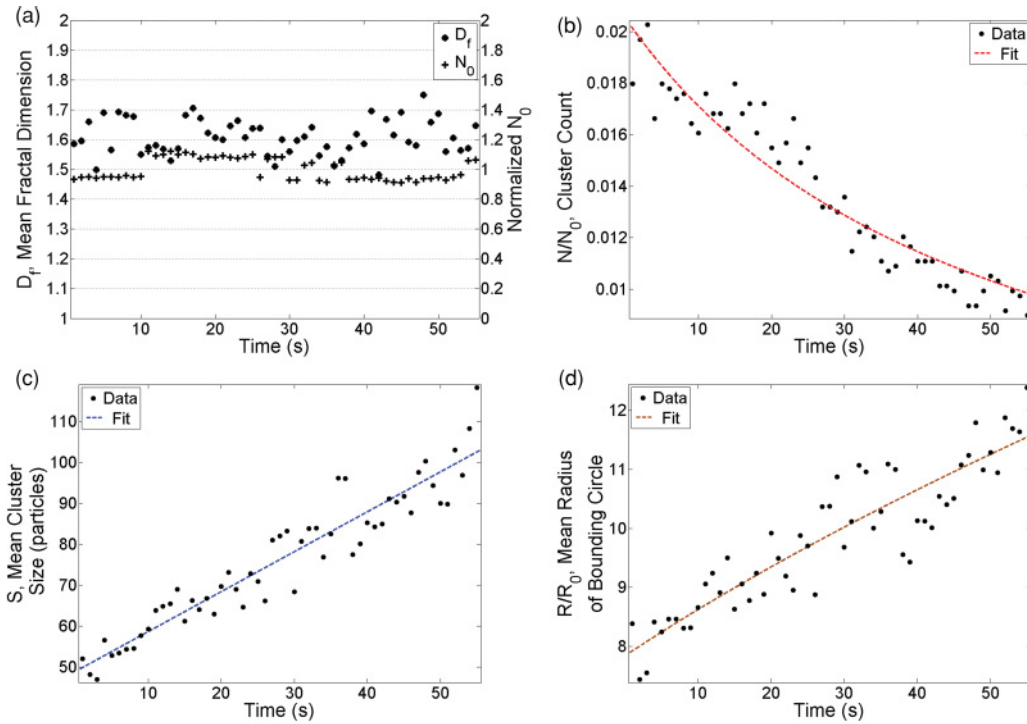 (a)
2
1.9
1.8
1.7
1.6
1.5
1.4
1.3
1.2
1.1
1
D_f, Mean Fractal Dimension
D_f
N_0
2
1.8
1.6
1.4
1.2
1
0.8
0.6
0.4
0.2
0
Normalized N_0
10 20 30 40 50
Time (s)
(b)
0.02
0.018
0.016
0.014
0.012
0.01
N/N_0, Cluster Count
Data
Fit
10 20 30 40 50
Time (s)
(c)
110
100
90
80
70
60
50
S, Mean Cluster
Size (particles)
Data
Fit
10 20 30 40 50
Time (s)
(d)
12
11
10
9
8
R/R_0, Mean Radius
of Bounding Circle
Data
Fit
10 20 30 40 50
Time (s)